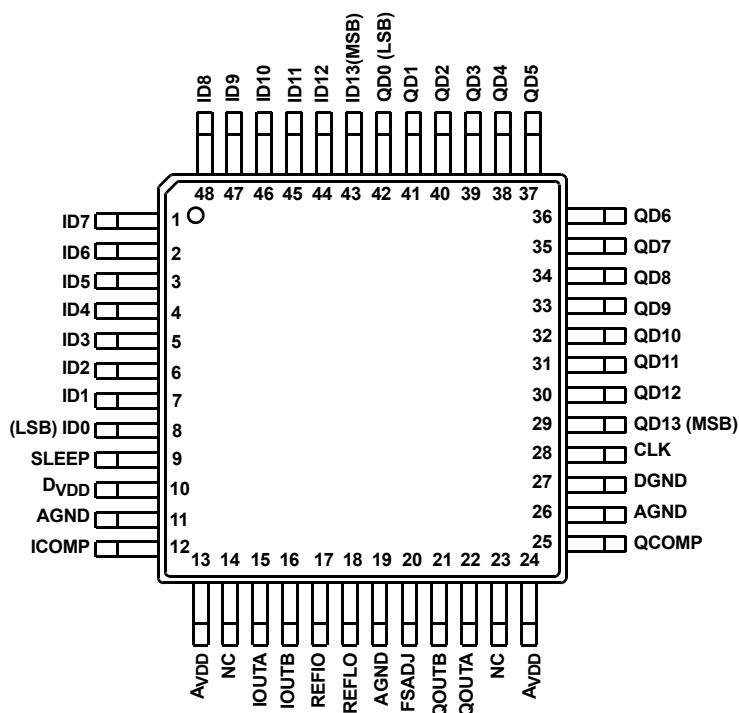 ID8
ID9
ID10
ID11
ID12
ID13(MSB)
QD0 (LSB)
QD1
QD2
QD3
QD4
QD5
48
47
46
45
44
43
42
41
40
39
38
37
ID7
ID6
ID5
ID4
ID3
ID2
ID1
(LSB) ID0
SLEEP
DVDD
AGND
ICOMP
1
2
3
4
5
6
7
8
9
10
11
12
36
35
34
33
32
31
30
29
28
27
26
25
QD6
QD7
QD8
QD9
QD10
QD11
QD12
QD13 (MSB)
CLK
DGND
AGND
QCOMP
13
14
15
16
17
18
19
20
21
22
23
24
AVDD
NC
IOUTA
IOUTB
REFIO
REFLO
AGND
FSADJ
QOUTB
QOUTA
NC
AVDD